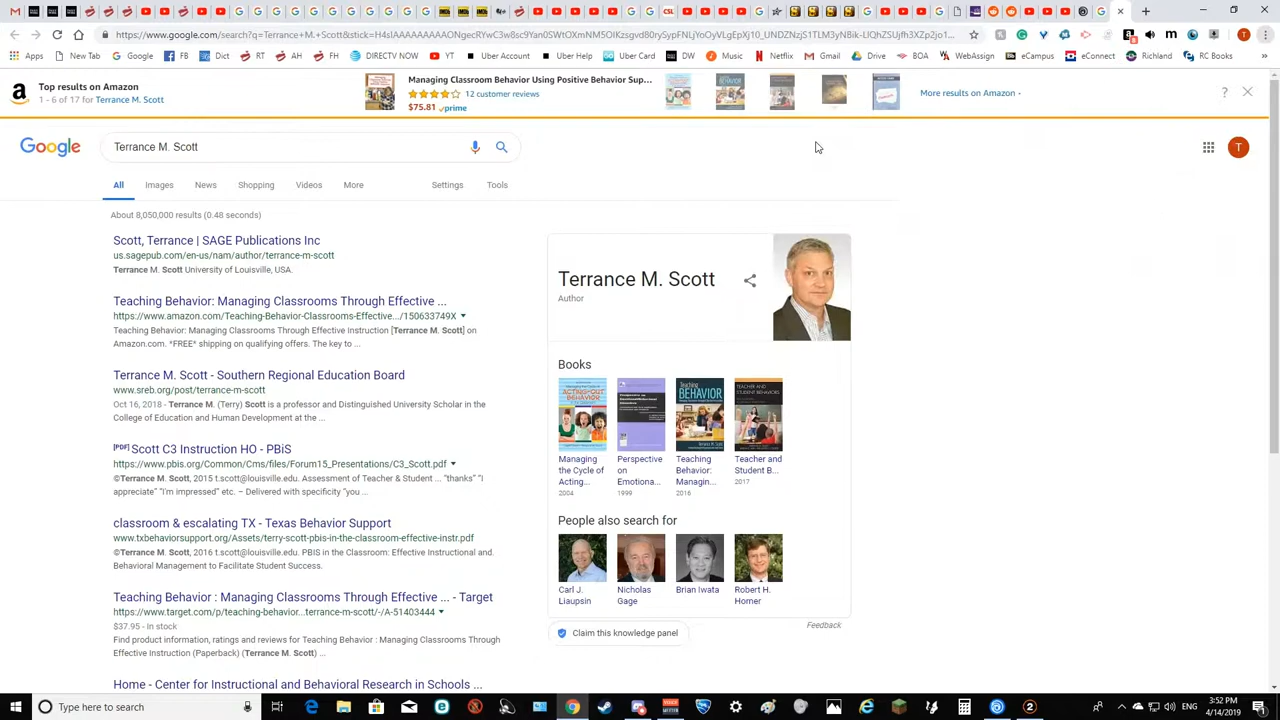 https://www.google.com/search?q=Terrance+M.+Scott&stick=
Apps
New Tab
Google
FR
Dict
RT
AH
FH
YT
DIRECTV NOW
CW
Uber Acct
Uber Help
Cuber Card
DW
Music
Netflix
Gmail
Drive
BOA
WebAssign
eCampus
eConnect
Richland
RC Books
a
Top results on Amazon
1 - 6 of 17 for Terrance M. Scott
Managing Classroom Behavior Using Positive Behavior Sup...
12 customer reviews
$75.81 prime
More results on Amazon
?
Google
Terrance M. Scott
T
All
Images
News
Shopping
Videos
More
Settings
Tools
About 8,050,000 results (0.48 seconds)
Scott, Terrance | SAGE Publications Inc
us.sagepub.com/en-us/nam/author/terrance-m-scott
Terrance M. Scott University of Louisville, USA.
Teaching Behavior: Managing Classrooms Through Effective ...
https://www.amazon.com/Teaching-Behavior-Classrooms-Effective.../150633749X
Teaching Behavior: Managing Classrooms Through Effective Instruction [Terrance M. Scott] on
Amazon.com. *FREE* shipping on qualifying offers. The key to ...
Terrance M. Scott - Southern Regional Education Board
www.sreb.org/post/terrance-m-scott
Oct 16, 2018 - Terrance M. (Terry) Scott is a professor and Distinguished University Scholar in the
College of Education and Human Development at the ...
[PDF] Scott C3 Instruction HO - PBiS
https://www.pbis.org/Common/Cms/files/Forum15_Presentations/C3_Scott.pdf
©Terrance M. Scott, 2015 t.scott@louisville.edu. Assessment of Teacher & Student ... “thanks” “I
appreciate” “I'm impressed” etc. – Delivered with specificity “you ...
classroom & escalating TX - Texas Behavior Support
www.txbehaviorsupport.org/Assets/terry-scott-pbis-in-the-classroom-effective-instr.pdf
©Terrance M. Scott, 2016 t.scott@louisville.edu. PBIS in the Classroom: Effective Instructional and.
Behavioral Management to Facilitate Student Success.
Teaching Behavior : Managing Classrooms Through Effective ... - Target
https://www.target.com/p/teaching-behavior...terrance-m-scott/-/A-51403444
$37.95 - In stock
Find product information, ratings and reviews for Teaching Behavior : Managing Classrooms Through
Effective Instruction (Paperback) (Terrance M. Scott) ...
Home - Center for Instructional and Behavioral Research in Schools ...
Terrance M. Scott
Author
Books
Managing
the Cycle of
Acting...
2004
Perspective
on
Emotiona...
1999
Teaching
Behavior:
Managin...
2016
Teacher and
Student B...
2017
People also search for
Carl J.
Liaupsin
Nicholas
Gage
Brian Iwata
Robert H.
Horner
Feedback
Claim this knowledge panel
Type here to search
ENG
3:52 PM
4/14/2019